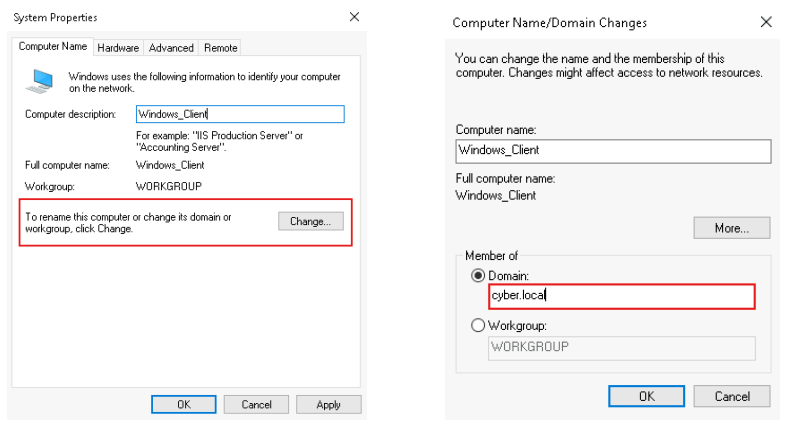 System Properties
Computer Name
Hardware
Advanced
Remote
Windows uses the following information to identify your computer
on the network.
Computer description:
Windows_Client
For example: "IIS Production Server" or
"Accounting Server".
Full computer name:
Windows_Client
Workgroup:
WORKGROUP
To rename this computer or change its domain or
workgroup, click Change.
Change...
OK
Cancel
Apply
Computer Name/Domain Changes
You can change the name and the membership of this
computer. Changes might affect access to network resources.
Computer name:
Windows_Client
Full computer name:
Windows_Client
More...
Member of
Domain:
cyber.local
Workgroup:
WORKGROUP
OK
Cancel